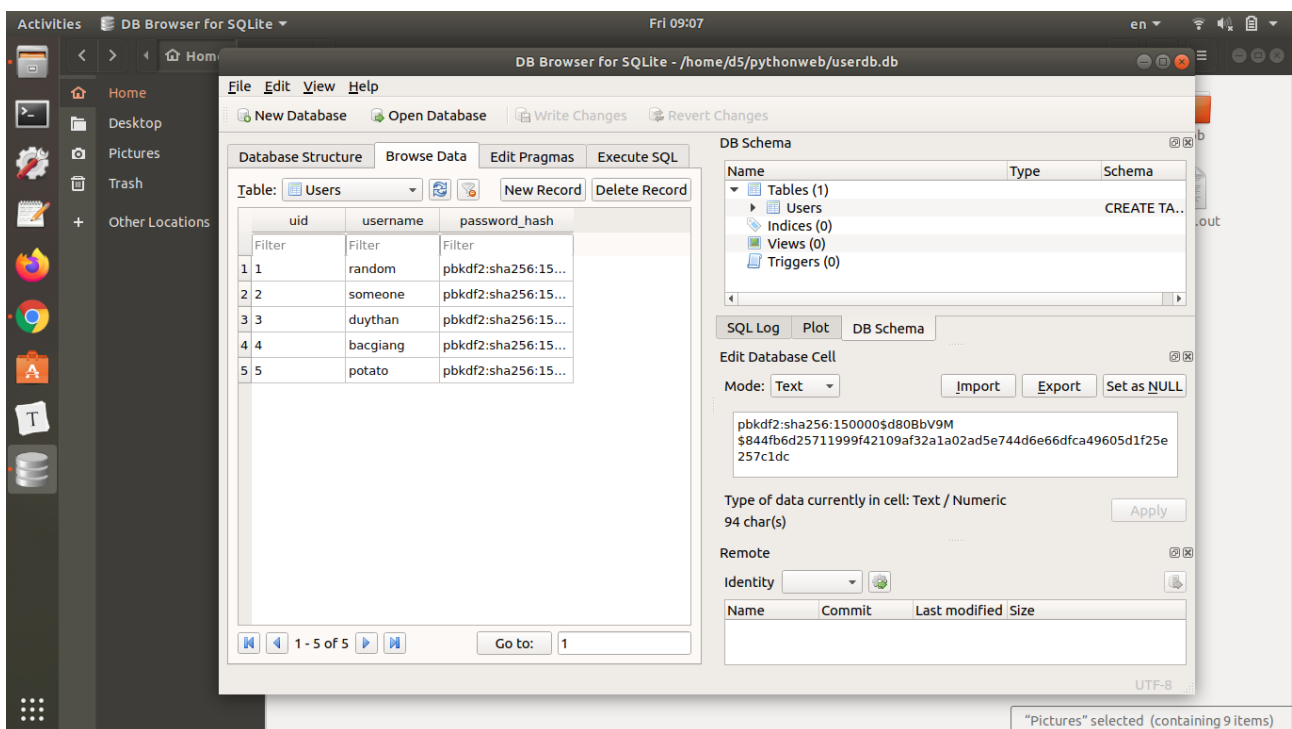 Activities DB Browser for SQLite Fri 09:07 en
Home
DB Browser for SQLite - /home/d5/pythonweb/userdb.db
File Edit View Help
New Database Open Database Write Changes Revert Changes
Home
Desktop
Pictures
Trash
+ Other Locations
Database Structure Browse Data Edit Pragmas Execute SQL
Table: Users New Record Delete Record
uid username password_hash
Filter Filter Filter
1 1 random pbkdf2:sha256:15...
2 2 someone pbkdf2:sha256:15...
3 3 duythan pbkdf2:sha256:15...
4 4 bacgiang pbkdf2:sha256:15...
5 5 potato pbkdf2:sha256:15...
1 - 5 of 5 Go to: 1
DB Schema
Name Type Schema
Tables (1)
Users CREATE TA..
Indices (0)
Views (0)
Triggers (0)
SQL Log Plot DB Schema
Edit Database Cell
Mode: Text Import Export Set as NULL
pbkdf2:sha256:150000$d80BbV9M
$844fb6d25711999f42109af32a1a02ad5e744d6e66dfca49605d1f25e
257c1dc
Type of data currently in cell: Text / Numeric
94 char(s)
Apply
Remote
Identity
Name Commit Last modified Size
UTF-8
b
.out
"Pictures" selected (containing 9 items)